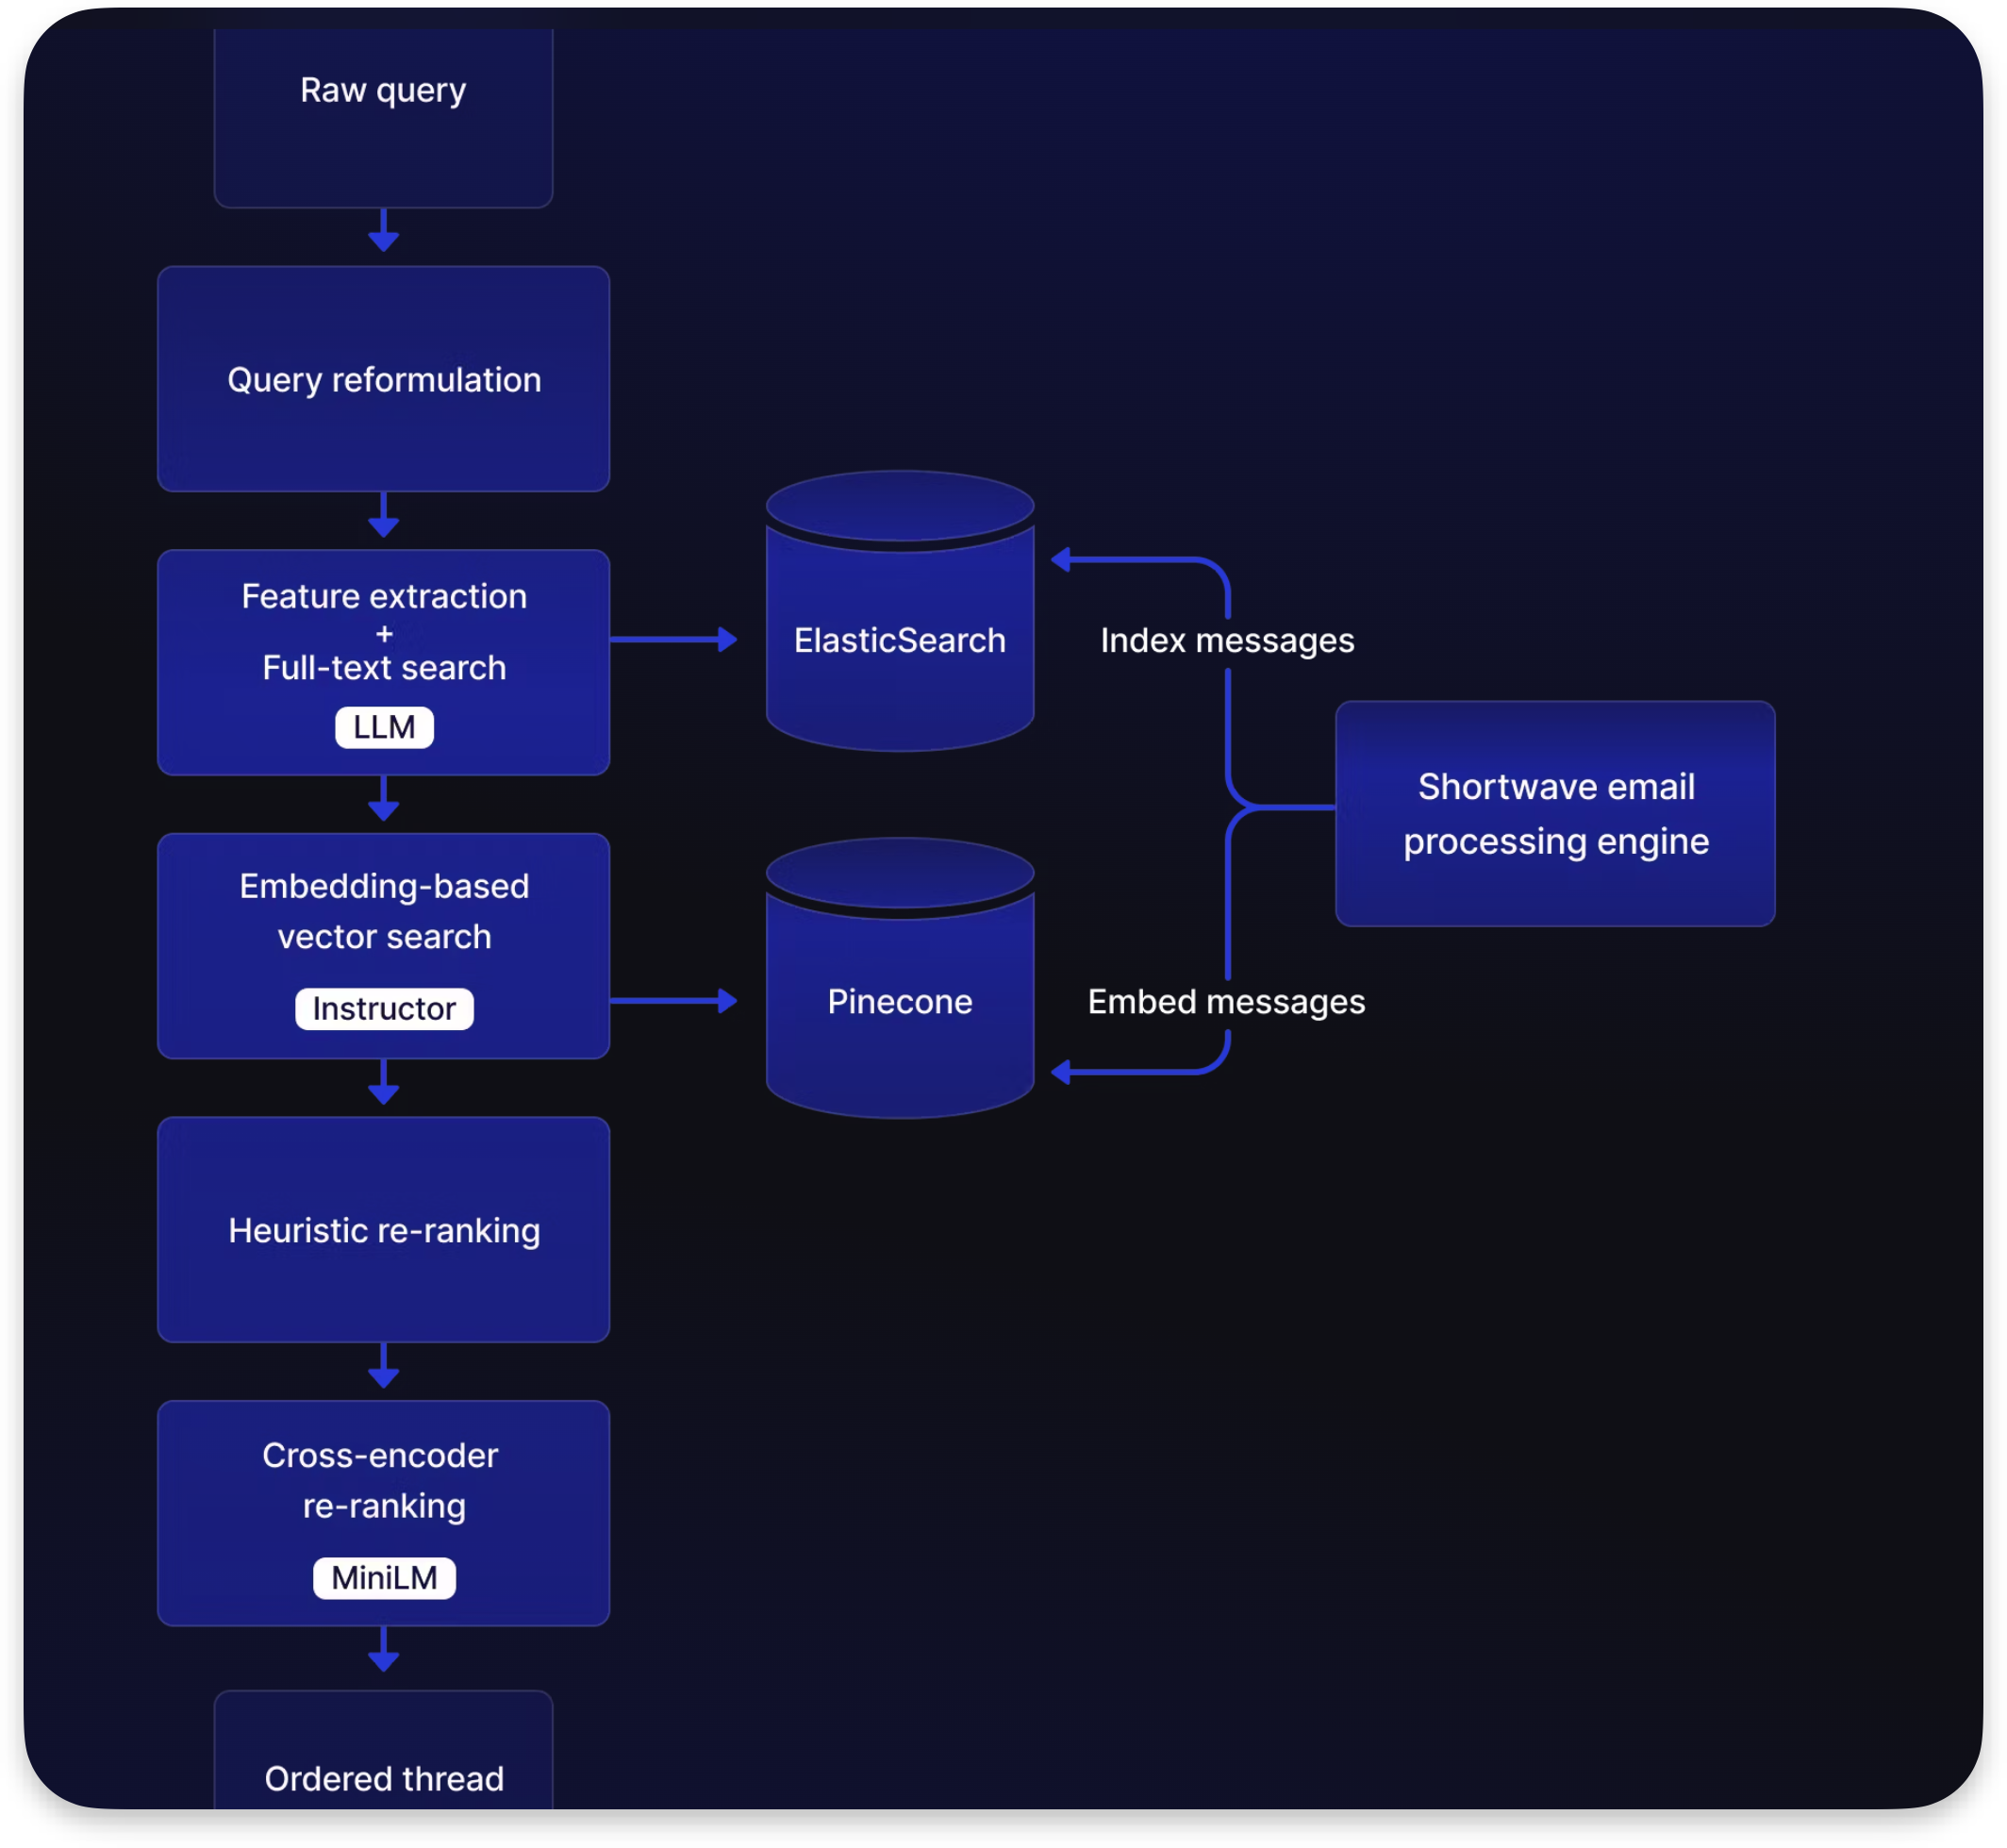 Raw query
Query reformulation
Feature extraction
+
Full-text search
LLM
ElasticSearch
Index messages
Shortwave email
processing engine
Embedding-based
vector search
Instructor
Pinecone
Embed messages
Heuristic re-ranking
Cross-encoder
re-ranking
MiniLM
Ordered thread